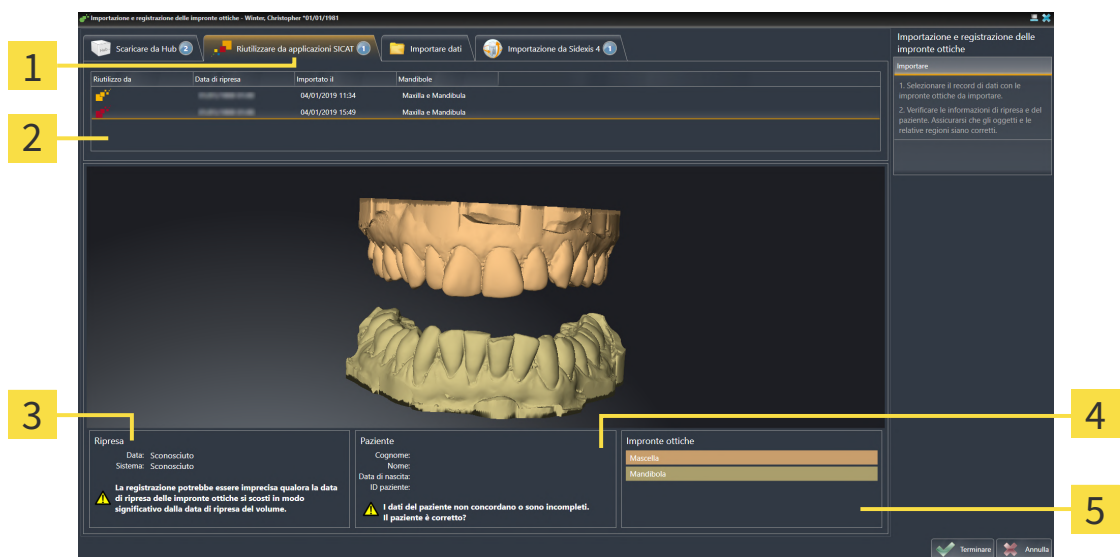 Importazione e registrazione delle impronte ottiche - Winter, Christopher *01/01/1981
Scaricare da Hub 2
Riutilizzare da applicazioni SICAT 1
Importare dati
Importazione da Sidexis 4 1
Riutilizzo da Data di ripresa Importato il Mandibole
04/01/2019 11:34 Maxilla e Mandibula
04/01/2019 15:49 Maxilla e Mandibula
1
2
3
4
5
Ripresa
Data: Sconosciuto
Sistema: Sconosciuto
La registrazione potrebbe essere imprecisa qualora la data
di ripresa delle impronte ottiche si scosti in modo
significativo dalla data di ripresa del volume.
Paziente
Cognome:
Nome:
Data di nascita:
ID paziente:
I dati del paziente non concordano o sono incompleti.
Il paziente è corretto?
Impronte ottiche
Mascella
Mandibola
Importazione e registrazione delle
impronte ottiche
Importare
1. Selezionare il record di dati con le
impronte ottiche da importare.
2. Verificare le informazioni di ripresa e del
paziente. Assicurarsi che gli oggetti e le
relative regioni siano corretti.
Terminare
Annulla